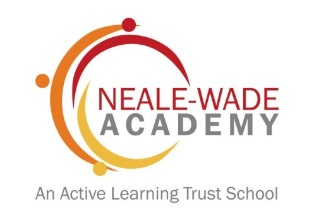 NEALE-WADE
ACADEMY
An Active Learning Trust School